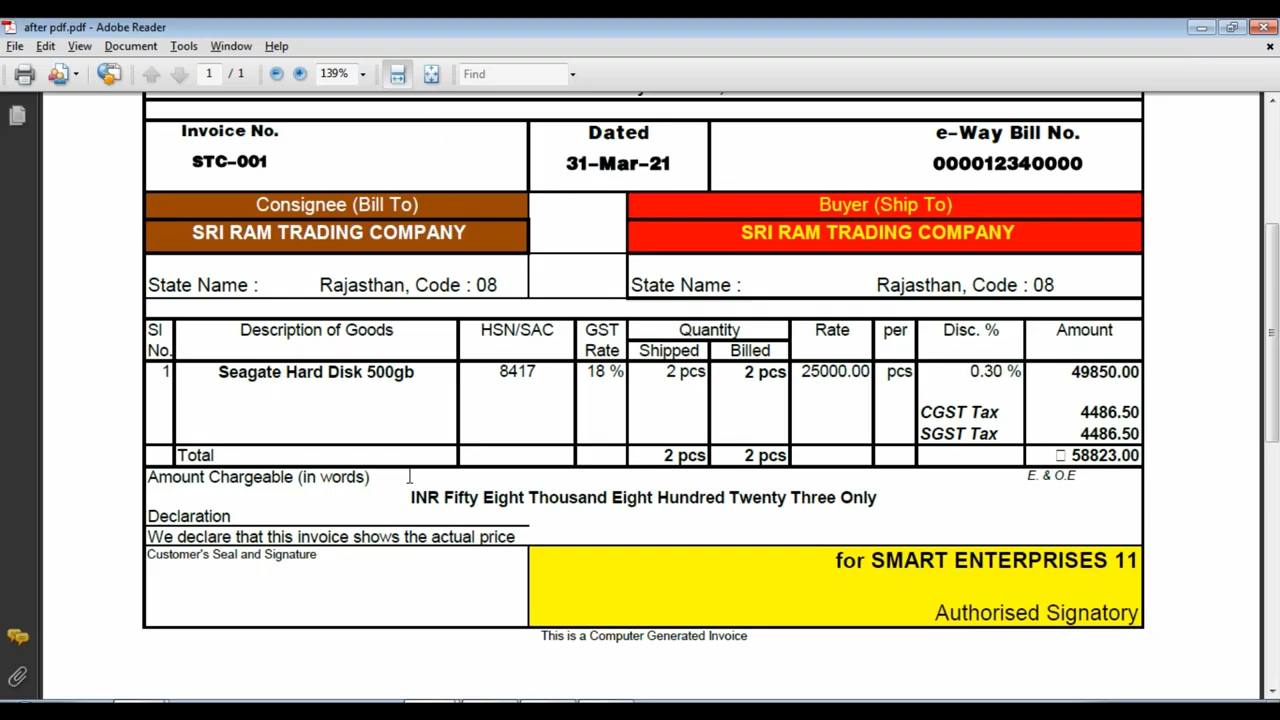 after pdf.pdf - Adobe Reader
File Edit View Document Tools Window Help
1 / 1 139% Find
Invoice No. Dated e-Way Bill No.
STC-001 31-Mar-21 000012340000
Consignee (Bill To) Buyer (Ship To)
SRI RAM TRADING COMPANY SRI RAM TRADING COMPANY
State Name : Rajasthan, Code : 08 State Name : Rajasthan, Code : 08
Sl Description of Goods HSN/SAC GST Quantity Rate per Disc. % Amount
No. Rate Shipped Billed
1 Seagate Hard Disk 500gb 8417 18 % 2 pcs 2 pcs 25000.00 pcs 0.30 % 49850.00
CGST Tax 4486.50
SGST Tax 4486.50
Total 2 pcs 2 pcs 58823.00
Amount Chargeable (in words) E. & O.E
INR Fifty Eight Thousand Eight Hundred Twenty Three Only
Declaration
We declare that this invoice shows the actual price
Customer's Seal and Signature for SMART ENTERPRISES 11
Authorised Signatory
This is a Computer Generated Invoice